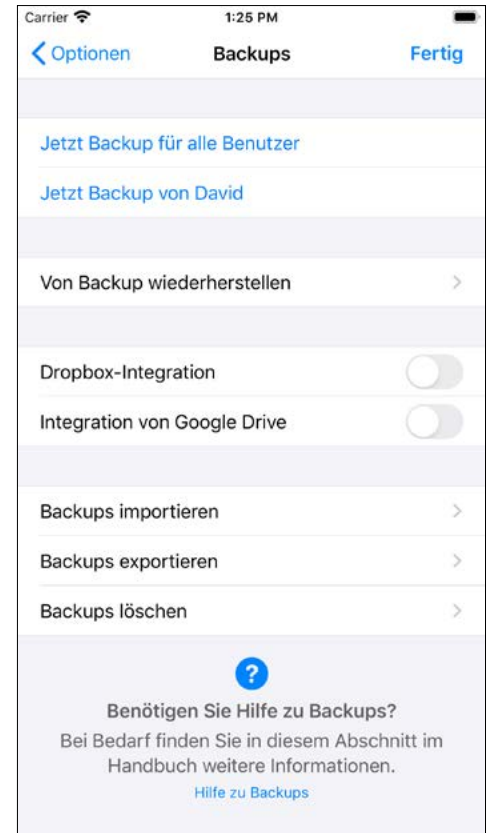 Carrier 1:25 PM
Optionen Backups Fertig
Jetzt Backup für alle Benutzer
Jetzt Backup von David
Von Backup wiederherstellen
Dropbox-Integration
Integration von Google Drive
Backups importieren
Backups exportieren
Backups löschen
?
Benötigen Sie Hilfe zu Backups?
Bei Bedarf finden Sie in diesem Abschnitt im
Handbuch weitere Informationen.
Hilfe zu Backups